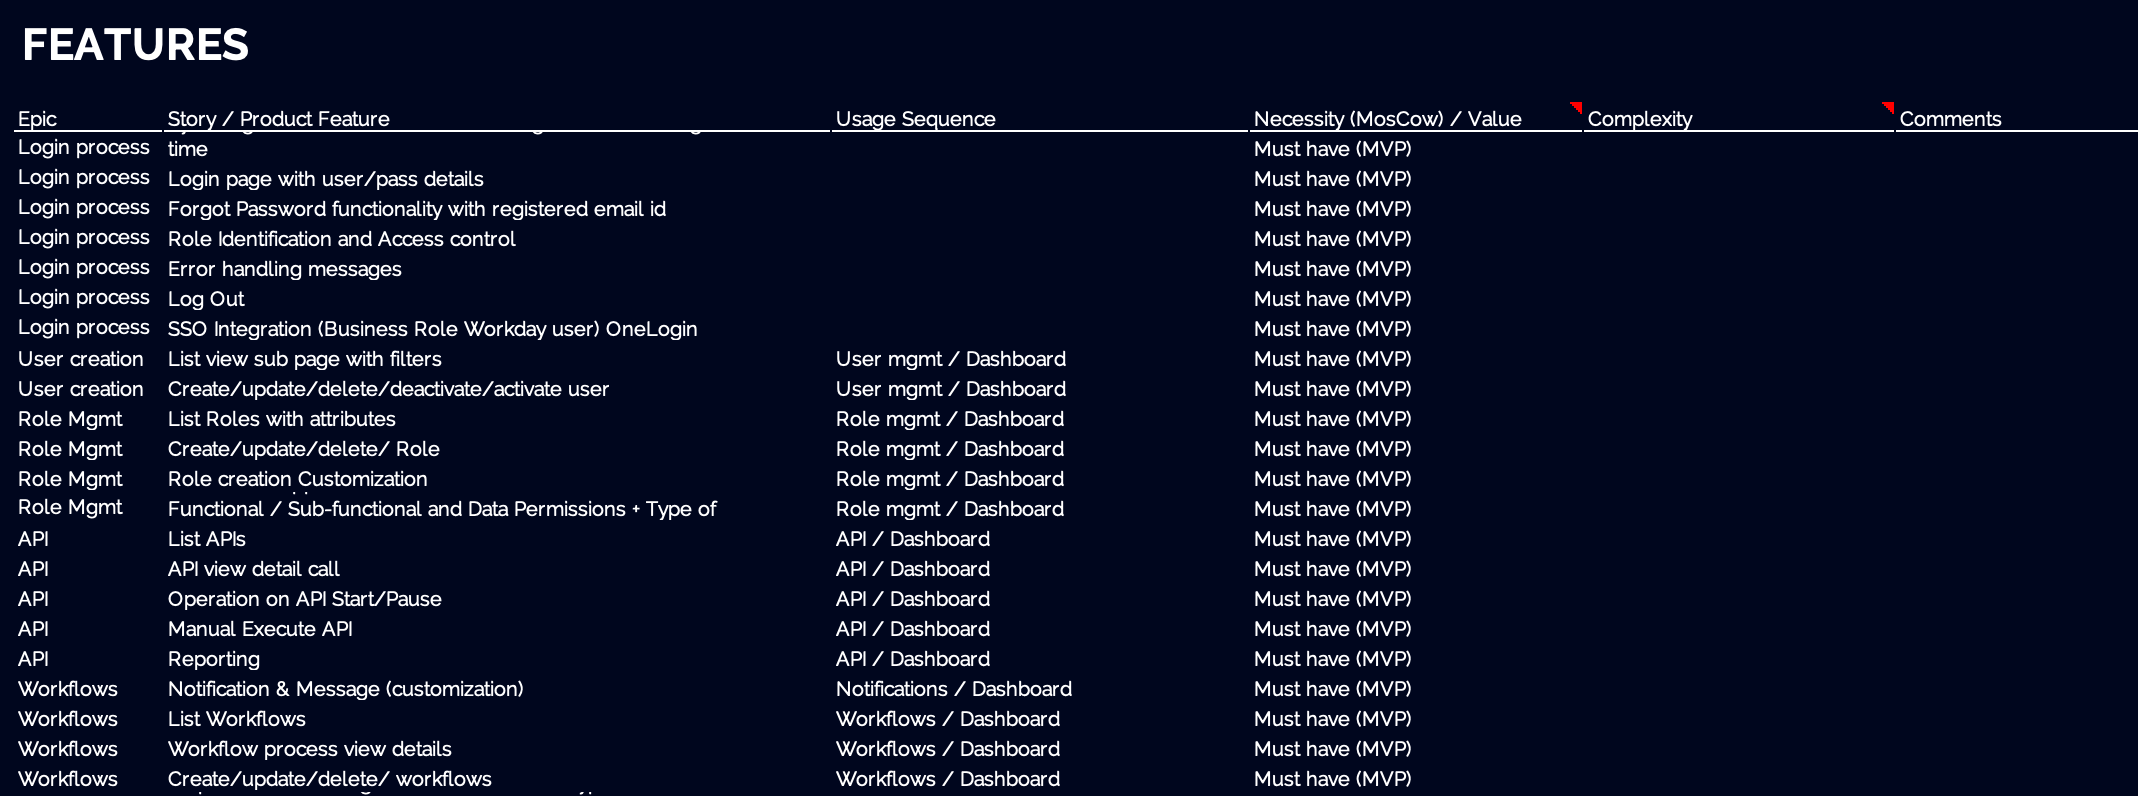 FEATURES
Epic Story / Product Feature Usage Sequence Necessity (MosCow) / Value Complexity Comments
Login process time Must have (MVP)
Login process Login page with user/pass details Must have (MVP)
Login process Forgot Password functionality with registered email id Must have (MVP)
Login process Role Identification and Access control Must have (MVP)
Login process Error handling messages Must have (MVP)
Login process Log Out Must have (MVP)
Login process SSO Integration (Business Role Workday user) OneLogin Must have (MVP)
User creation List view sub page with filters User mgmt / Dashboard Must have (MVP)
User creation Create/update/delete/deactivate/activate user User mgmt / Dashboard Must have (MVP)
Role Mgmt List Roles with attributes Role mgmt / Dashboard Must have (MVP)
Role Mgmt Create/update/delete/ Role Role mgmt / Dashboard Must have (MVP)
Role Mgmt Role creation Customization Role mgmt / Dashboard Must have (MVP)
Role Mgmt Functional / Sub-functional and Data Permissions + Type of Role mgmt / Dashboard Must have (MVP)
API List APIs API / Dashboard Must have (MVP)
API API view detail call API / Dashboard Must have (MVP)
API Operation on API Start/Pause API / Dashboard Must have (MVP)
API Manual Execute API API / Dashboard Must have (MVP)
API Reporting API / Dashboard Must have (MVP)
Workflows Notification & Message (customization) Notifications / Dashboard Must have (MVP)
Workflows List Workflows Workflows / Dashboard Must have (MVP)
Workflows Workflow process view details Workflows / Dashboard Must have (MVP)
Workflows Create/update/delete/ workflows Workflows / Dashboard Must have (MVP)